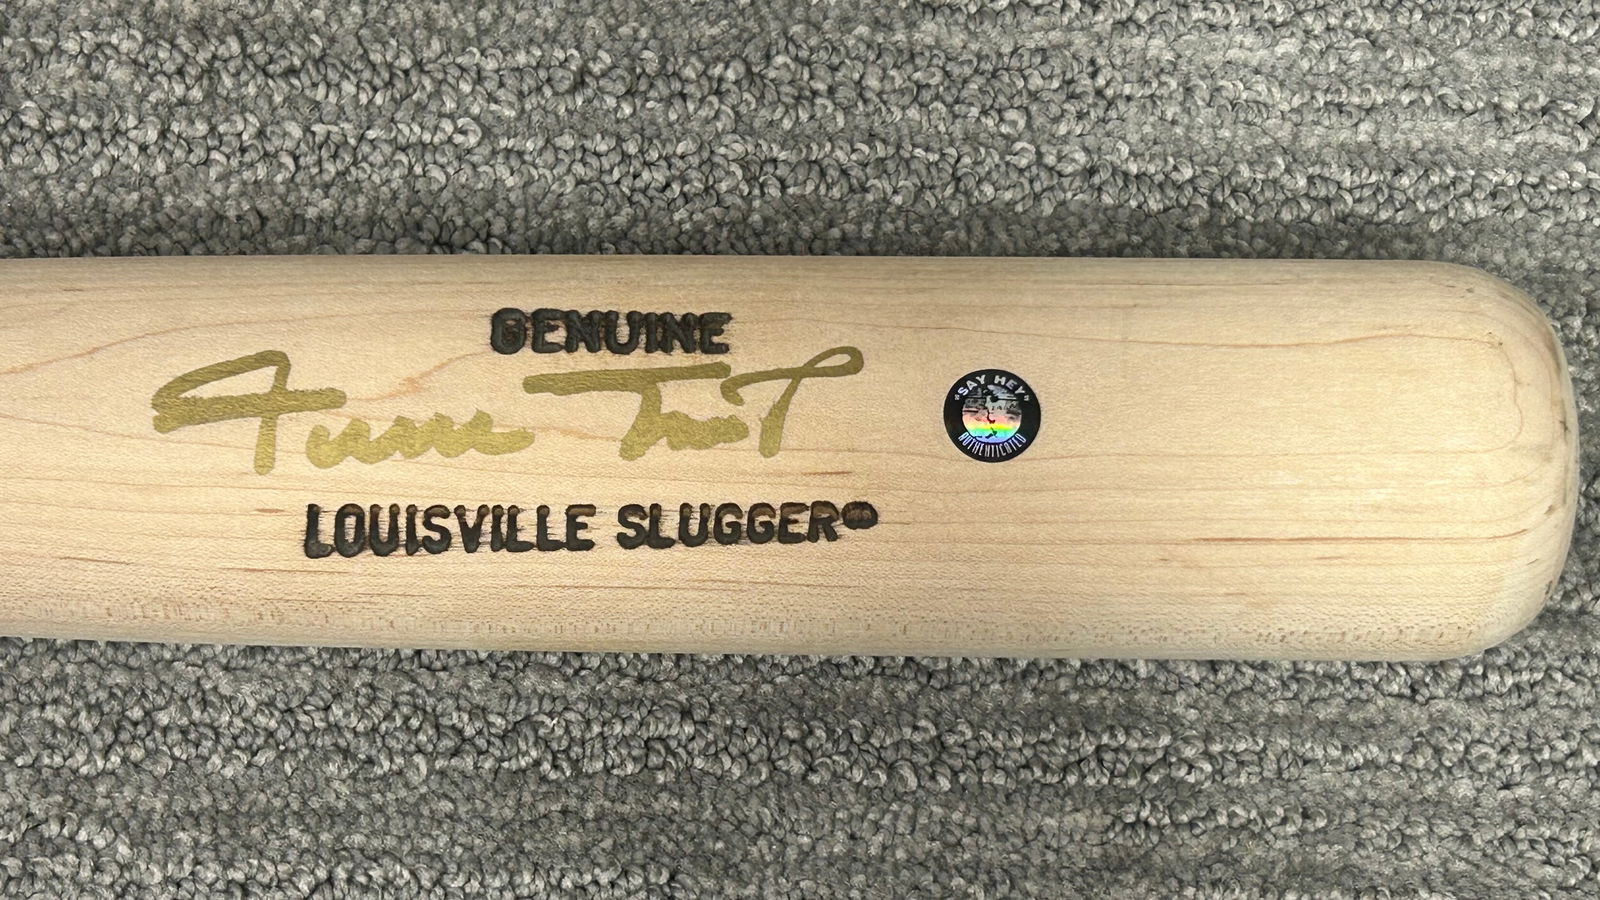 GENUINE
LOUISVILLE SLUGGER®
"SAY HEY"
AUTHENTICATED